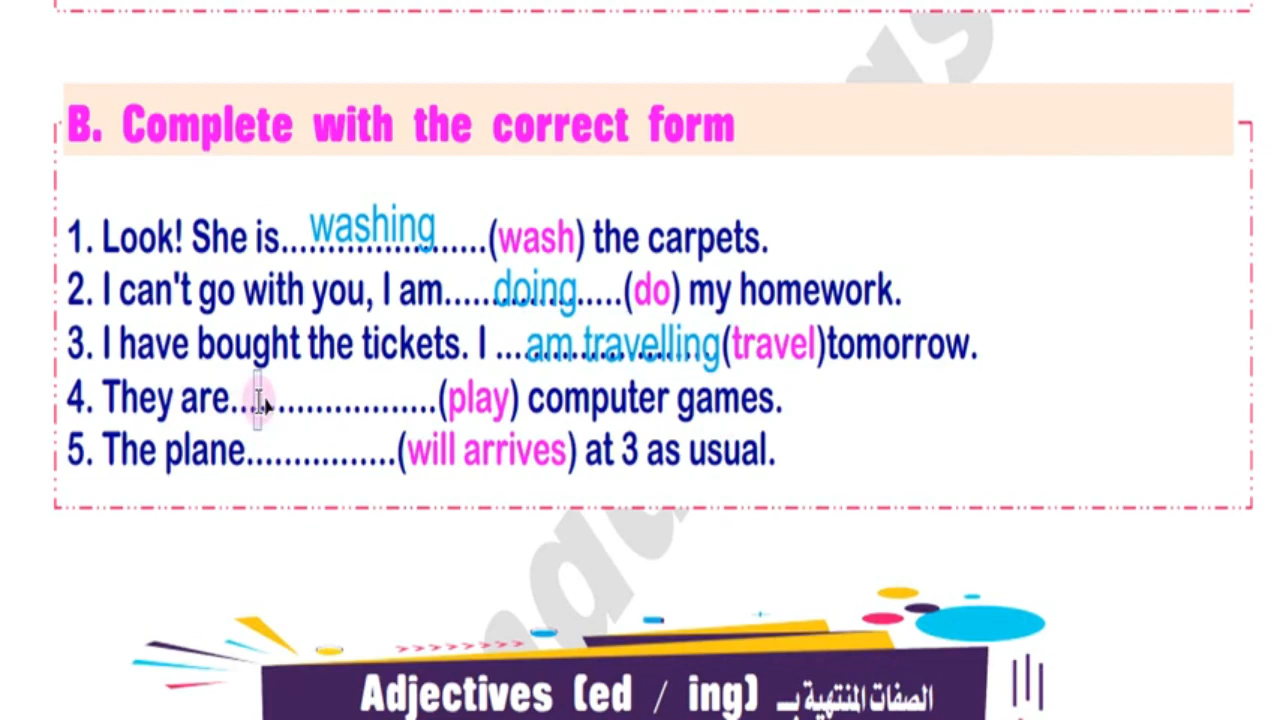 B. Complete with the correct form
1. Look! She is......washing......(wash) the carpets.
2. I can't go with you, I am.....doing.....(do) my homework.
3. I have bought the tickets. I ...am travelling(travel)tomorrow.
4. They are......................(play) computer games.
5. The plane................(will arrives) at 3 as usual.
Adjectives (ed / ing) الصفات المنتهية بـ